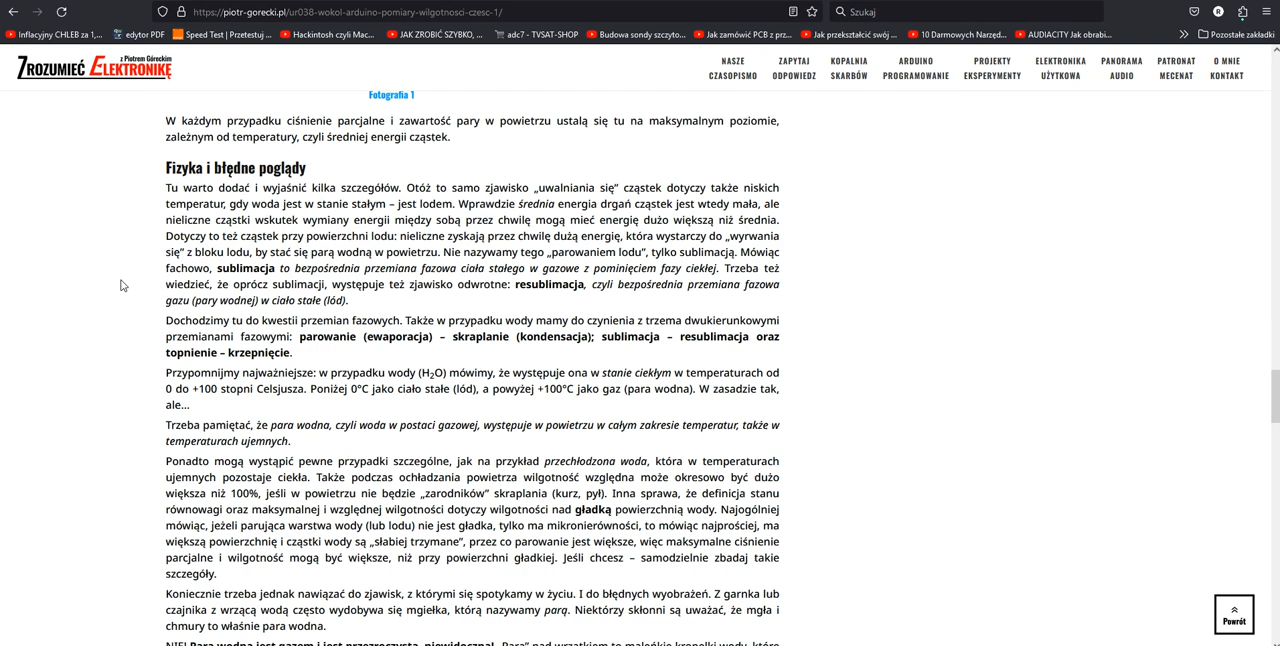 https://piotr-gorecki.pl/ur038-wokol-arduino-pomiary-wilgotnosci-czesc-1/
Szukaj
Inflacyjny CHLEB za 1,...
edytor PDF
Speed Test | Przetestuj ...
Hackintosh czyli Mac...
JAK ZROBIĆ SZYBKO, ...
adc7 - TVSAT-SHOP
Budowa sondy szczyto...
Jak zamówić PCB z prz...
Jak przekształcić swój ...
10 Darmowych Narzęd...
AUDACITY Jak obrabi...
Pozostałe zakładki
z Piotrem Góreckim
ZROZUMIEĆ ELEKTRONIKĘ
NASZE CZASOPISMO
ZAPYTAJ ODPOWIEDZ
KOPALNIA SKARBÓW
ARDUINO PROGRAMOWANIE
PROJEKTY EKSPERYMENTY
ELEKTRONIKA UŻYTKOWA
PANORAMA AUDIO
PATRONAT MECENAT
O MNIE KONTAKT
Fotografia 1
W każdym przypadku ciśnienie parcjalne i zawartość pary w powietrzu ustalą się tu na maksymalnym poziomie,
zależnym od temperatury, czyli średniej energii cząstek.
Fizyka i błędne poglądy
Tu warto dodać i wyjaśnić kilka szczegółów. Otóż to samo zjawisko „uwalniania się” cząstek dotyczy także niskich
temperatur, gdy woda jest w stanie stałym – jest lodem. Wprawdzie średnia energia drgań cząstek jest wtedy mała, ale
nieliczne cząstki wskutek wymiany energii między sobą przez chwilę mogą mieć energię dużo większą niż średnia.
Dotyczy to też cząstek przy powierzchni lodu: nieliczne zyskają przez chwilę dużą energię, która wystarczy do „wyrwania
się” z bloku lodu, by stać się parą wodną w powietrzu. Nie nazywamy tego „parowaniem lodu”, tylko sublimacją. Mówiąc
fachowo, sublimacja to bezpośrednia przemiana fazowa ciała stałego w gazowe z pominięciem fazy ciekłej. Trzeba też
wiedzieć, że oprócz sublimacji, występuje też zjawisko odwrotne: resublimacja, czyli bezpośrednia przemiana fazowa
gazu (pary wodnej) w ciało stałe (lód).
Dochodzimy tu do kwestii przemian fazowych. Także w przypadku wody mamy do czynienia z trzema dwukierunkowymi
przemianami fazowymi: parowanie (ewaporacja) – skraplanie (kondensacja); sublimacja – resublimacja oraz
topnienie – krzepnięcie.
Przypomnijmy najważniejsze: w przypadku wody (H₂O) mówimy, że występuje ona w stanie ciekłym w temperaturach od
0 do +100 stopni Celsjusza. Poniżej 0°C jako ciało stałe (lód), a powyżej +100°C jako gaz (para wodna). W zasadzie tak,
ale…
Trzeba pamiętać, że para wodna, czyli woda w postaci gazowej, występuje w powietrzu w całym zakresie temperatur, także w
temperaturach ujemnych.
Ponadto mogą wystąpić pewne przypadki szczególne, jak na przykład przechłodzona woda, która w temperaturach
ujemnych pozostaje ciekła. Także podczas ochładzania powietrza wilgotność względna może okresowo być dużo
większa niż 100%, jeśli w powietrzu nie będzie „zarodników” skraplania (kurz, pył). Inna sprawa, że definicja stanu
równowagi oraz maksymalnej i względnej wilgotności dotyczy wilgotności nad gładką powierzchnią wody. Najogólniej
mówiąc, jeżeli parująca warstwa wody (lub lodu) nie jest gładka, tylko ma mikronierówności, to mówiąc najprościej, ma
większą powierzchnię i cząstki wody są „słabiej trzymane”, przez co parowanie jest większe, więc maksymalne ciśnienie
parcjalne i wilgotność mogą być większe, niż przy powierzchni gładkiej. Jeśli chcesz – samodzielnie zbadaj takie
szczegóły.
Koniecznie trzeba jednak nawiązać do zjawisk, z którymi się spotykamy w życiu. I do błędnych wyobrażeń. Z garnka lub
czajnika z wrzącą wodą często wydobywa się mgiełka, którą nazywamy parą. Niektórzy skłonni są uważać, że mgła i
chmury to właśnie para wodna.
NIE! Para wodna jest gazem i jest przezroczysta, niewidoczna! „Para” nad wrzątkiem to maleńkie kropelki wody, które
Powrót